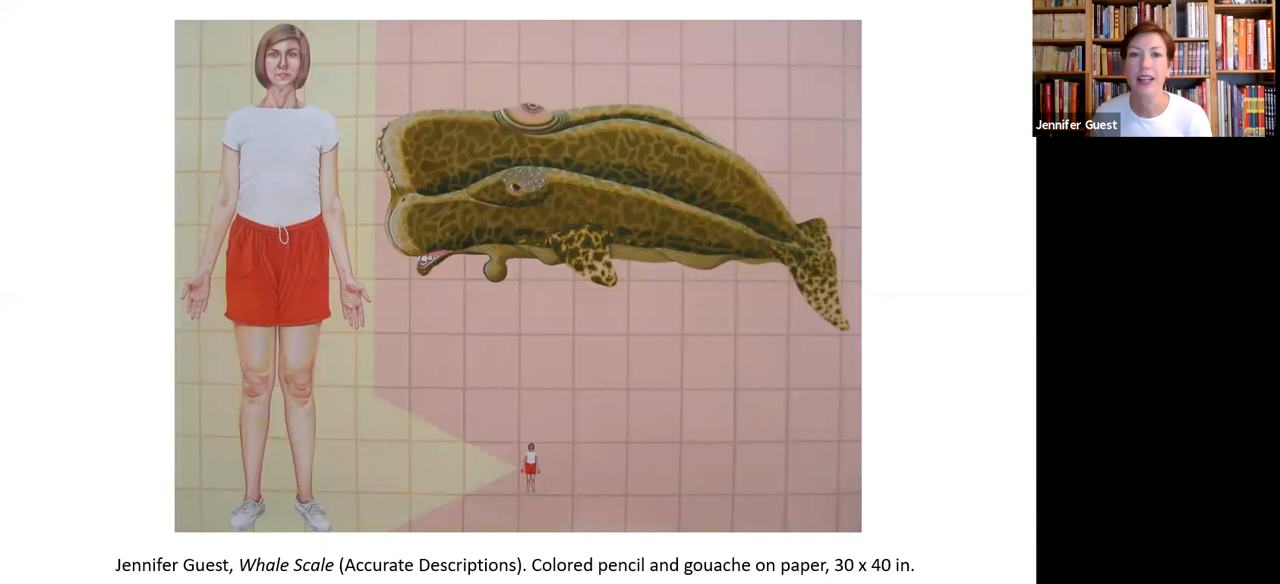 Jennifer Guest
Jennifer Guest, Whale Scale (Accurate Descriptions). Colored pencil and gouache on paper, 30 x 40 in.